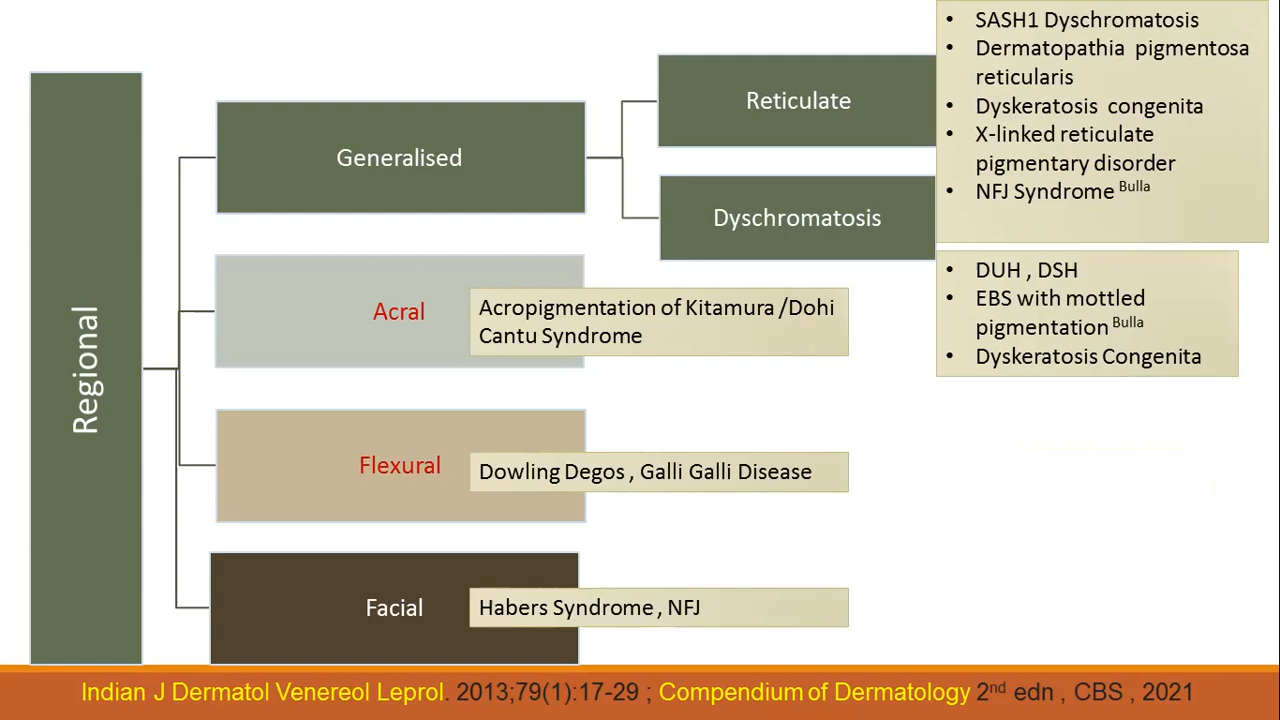 Regional
Generalised
Reticulate
• SASH1 Dyschromatosis
• Dermatopathia pigmentosa
reticularis
• Dyskeratosis congenita
• X-linked reticulate
pigmentary disorder
• NFJ Syndrome Bulla
Dyschromatosis
• DUH , DSH
• EBS with mottled
pigmentation Bulla
• Dyskeratosis Congenita
Acral
Acropigmentation of Kitamura /Dohi
Cantu Syndrome
Flexural
Dowling Degos , Galli Galli Disease
Facial
Habers Syndrome , NFJ
Indian J Dermatol Venereol Leprol. 2013;79(1):17-29 ; Compendium of Dermatology 2nd edn , CBS , 2021